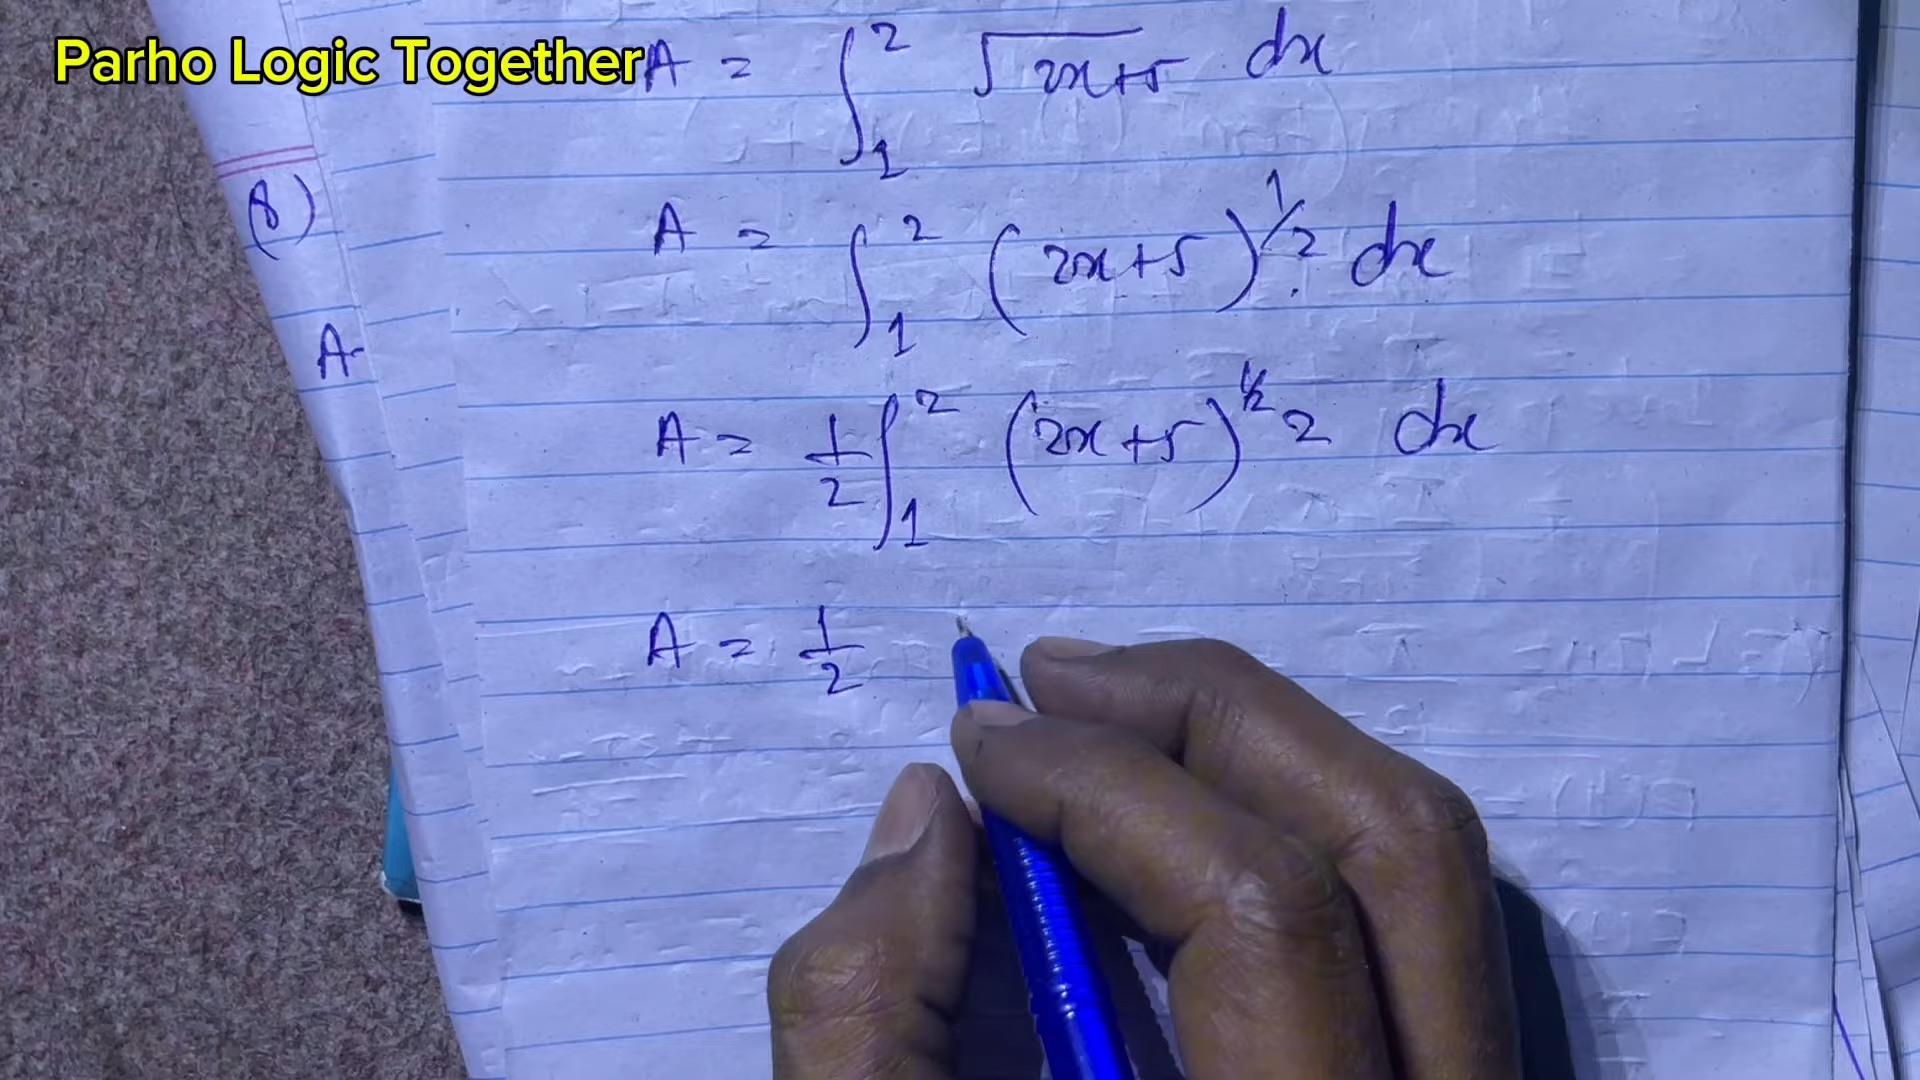 Parho Logic Together
A = ∫₁² √2x+5 . dx
(8)
A = ∫₁² (2x+5)^1/2 . dx
A-
A = 1/2 ∫₁² (2x+5)^1/2 2 dx
A = 1/2